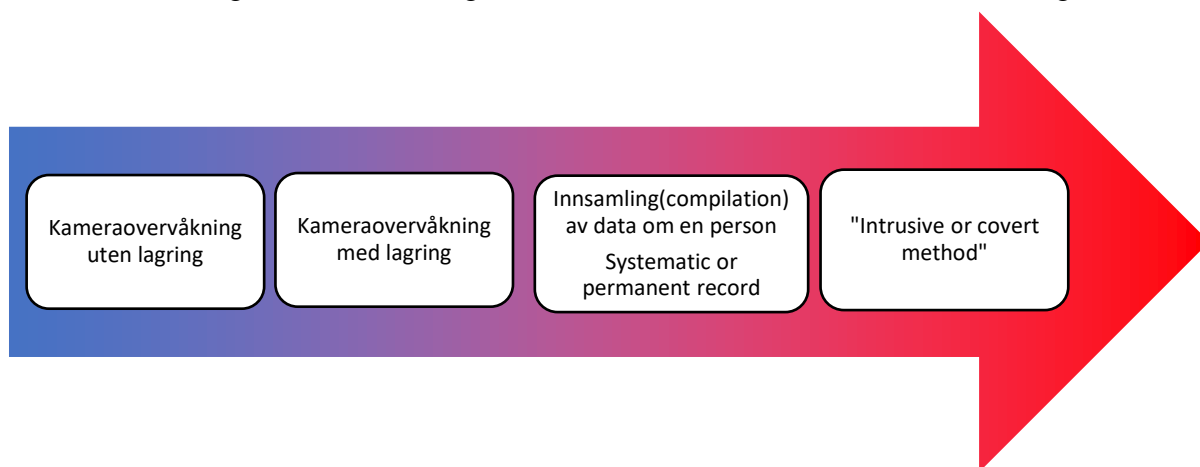 Kameraovervåkning
uten lagring
Kameraovervåkning
med lagring
Innsamling(compilation)
av data om en person
Systematic or
permanent record
"Intrusive or covert
method"